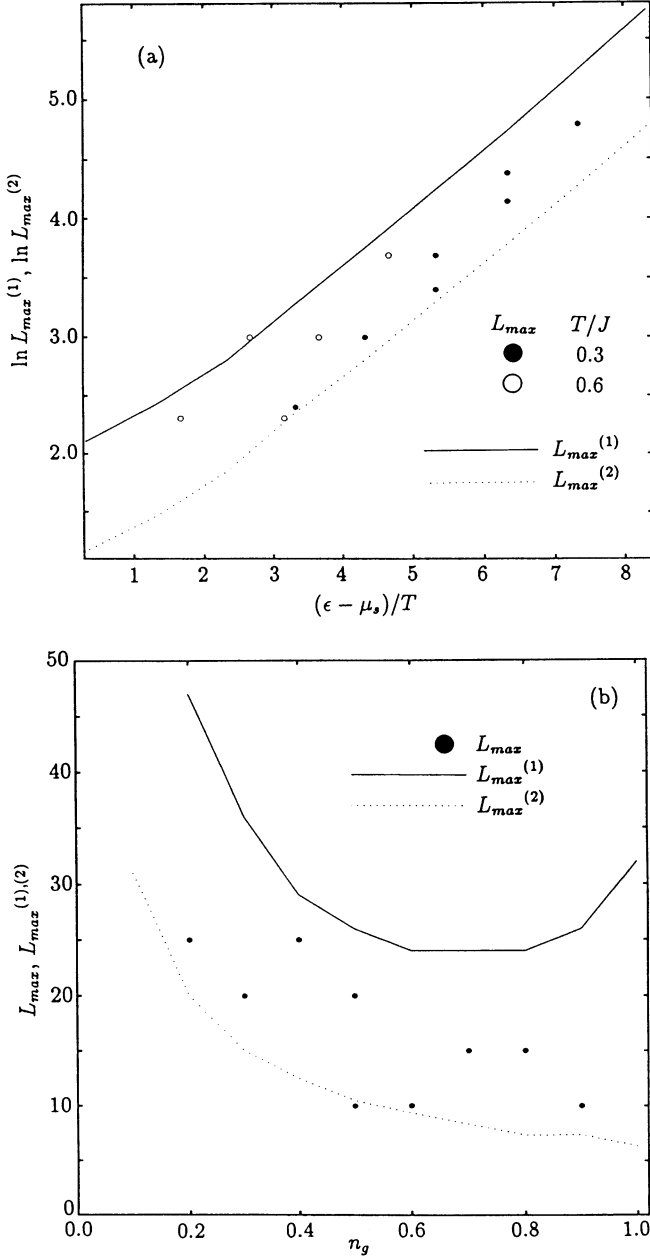 (a)
5.0
4.0
3.0
2.0
ln L_max^(1), ln L_max^(2)
L_max T/J
0.3
0.6
L_max^(1)
L_max^(2)
1 2 3 4 5 6 7 8
(ϵ − μ_s)/T
50
40
30
20
10
0
(b)
L_max
L_max^(1)
L_max^(2)
L_max, L_max^(1),(2)
0.0 0.2 0.4 0.6 0.8 1.0
n_g